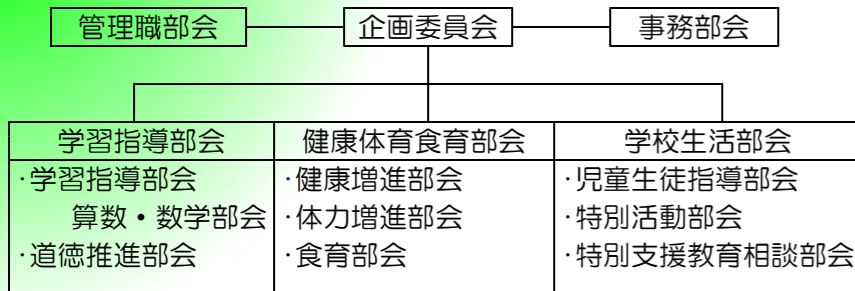 管理職部会 企画委員会 事務部会
学習指導部会 健康体育食育部会 学校生活部会
・学習指導部会 ・健康増進部会 ・児童生徒指導部会
算数・数学部会 ・体力増進部会 ・特別活動部会
・道徳推進部会 ・食育部会 ・特別支援教育相談部会